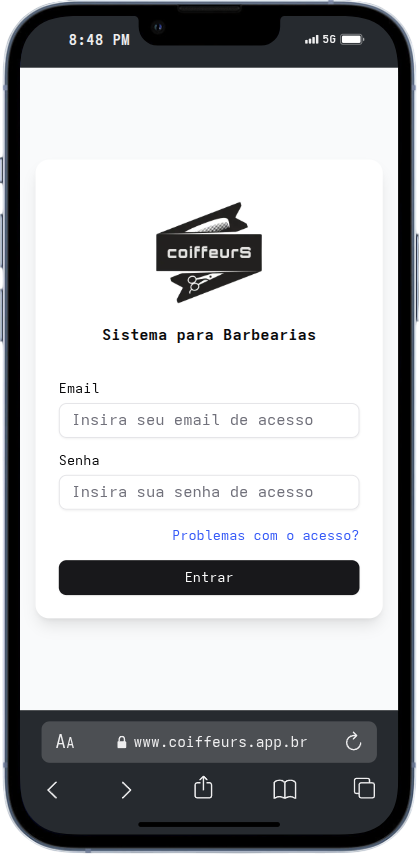 8:48 PM 5G
coiffeurS
Sistema para Barbearias
Email
Insira seu email de acesso
Senha
Insira sua senha de acesso
Problemas com o acesso?
Entrar
AA www.coiffeurs.app.br